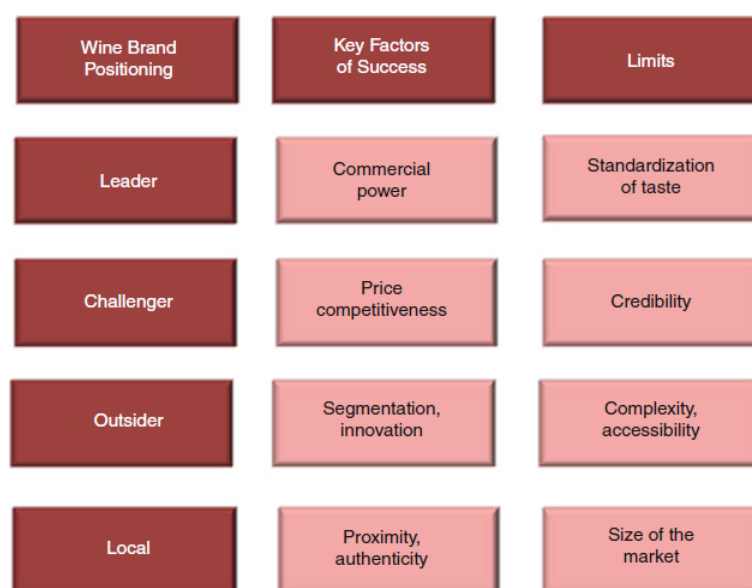 Wine Brand
Positioning
Key Factors
of Success
Limits
Leader
Commercial
power
Standardization
of taste
Challenger
Price
competitiveness
Credibility
Outsider
Segmentation,
innovation
Complexity,
accessibility
Local
Proximity,
authenticity
Size of the
market